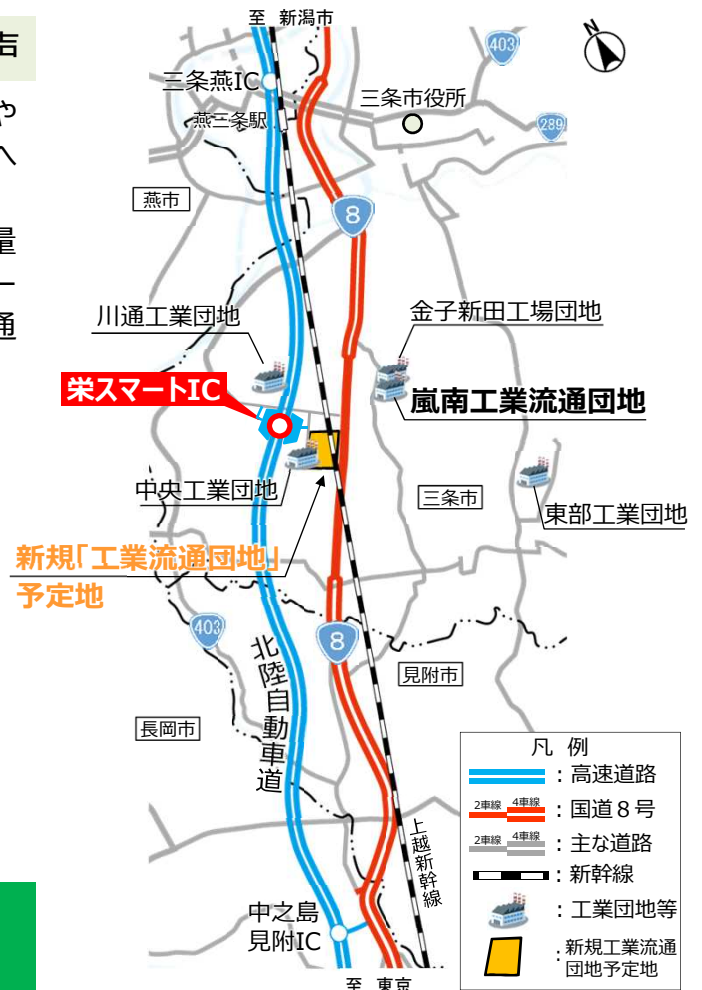 至 新潟市
N
403
三条燕IC
三条市役所
燕三条駅
289
や
へ
燕市
量
ー
通
8
川通工業団地
金子新田工場団地
栄スマートIC
嵐南工業流通団地
中央工業団地
三条市
東部工業団地
新規「工業流通団地」
予定地
403
8
北陸自動車道
見附市
長岡市
凡 例
：高速道路
2車線 4車線
：国道８号
2車線 4車線
：主な道路
：新幹線
：工業団地等
：新規工業流通
団地予定地
上越新幹線
中之島
見附IC
至 東京